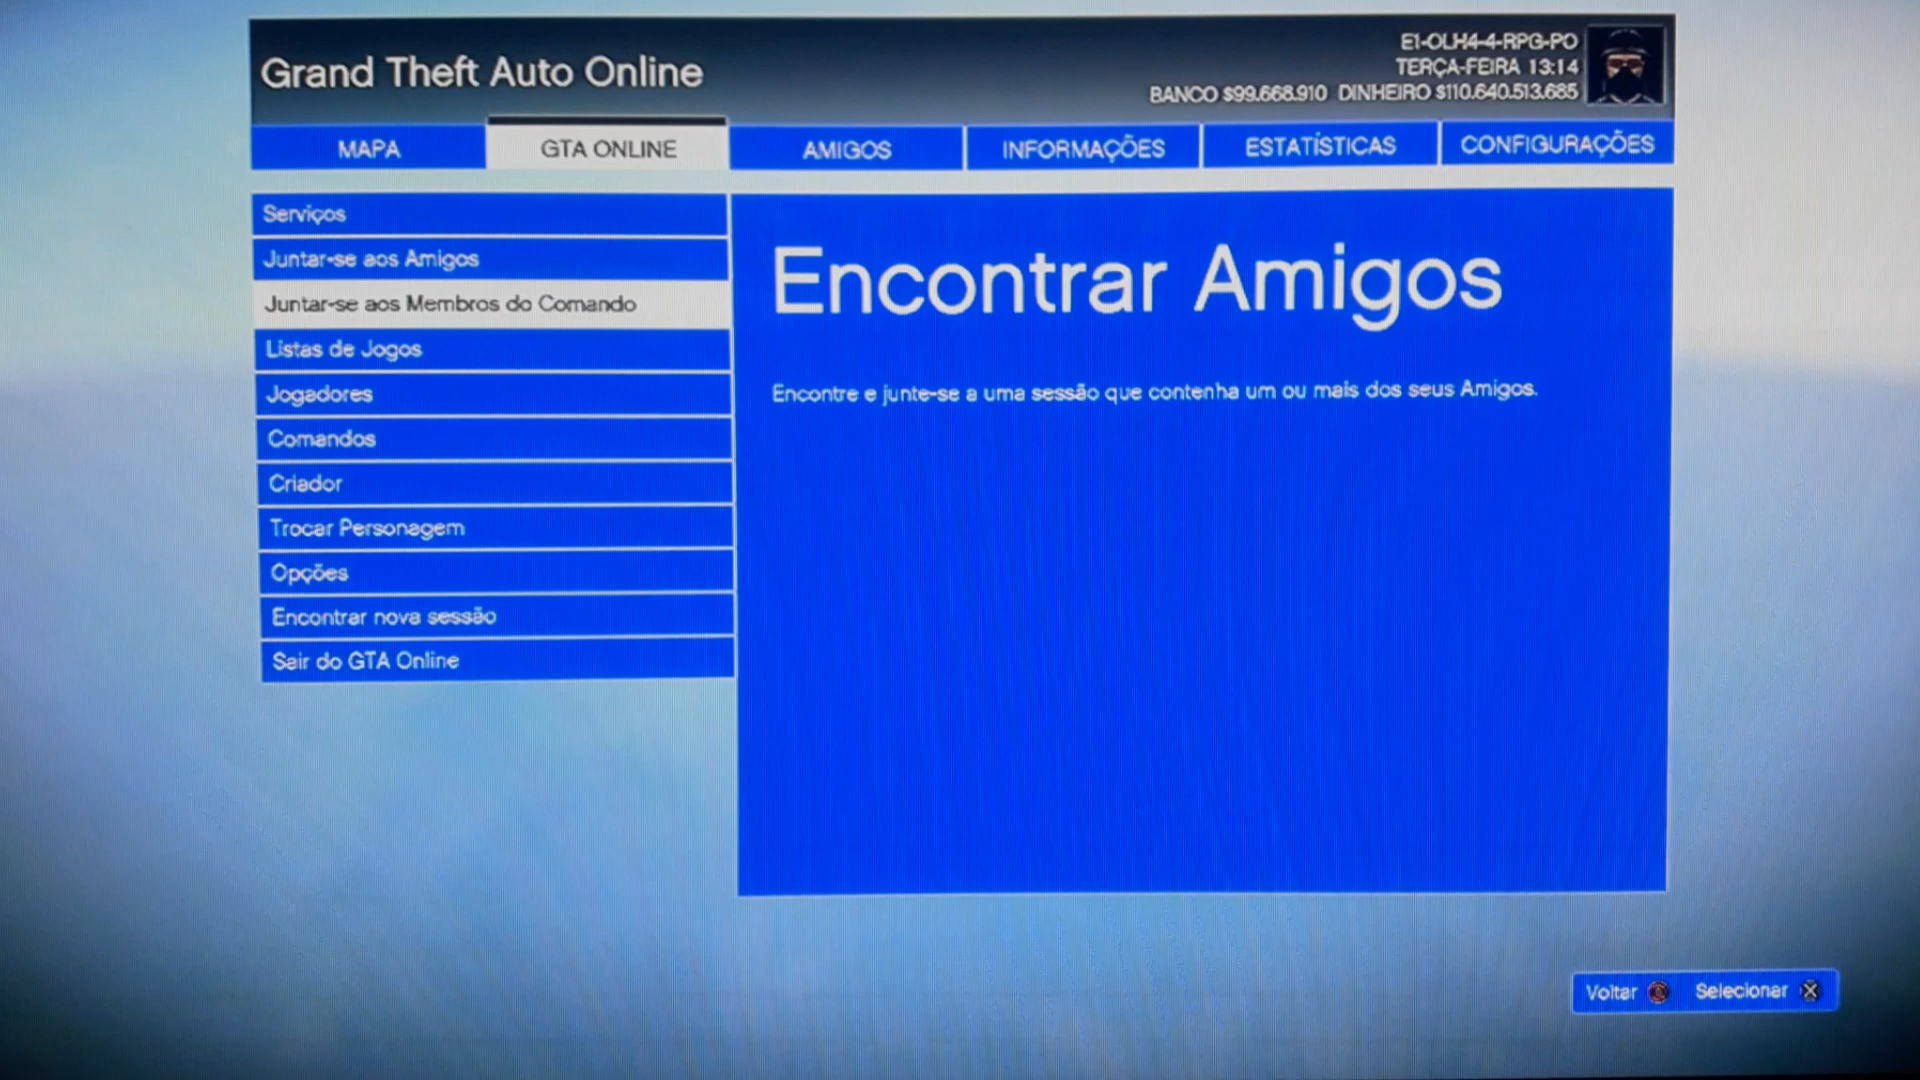 Grand Theft Auto Online
E1-OLH4-4-RPG-PO
TERÇA-FEIRA 13:14
BANCO $99.668.910 DINHEIRO $110.640.513.685
MAPA
GTA ONLINE
AMIGOS
INFORMAÇÕES
ESTATÍSTICAS
CONFIGURAÇÕES
Serviços
Juntar-se aos Amigos
Juntar-se aos Membros do Comando
Listas de Jogos
Jogadores
Comandos
Criador
Trocar Personagem
Opções
Encontrar nova sessão
Sair do GTA Online
Encontrar Amigos
Encontre e junte-se a uma sessão que contenha um ou mais dos seus Amigos.
Voltar
Selecionar